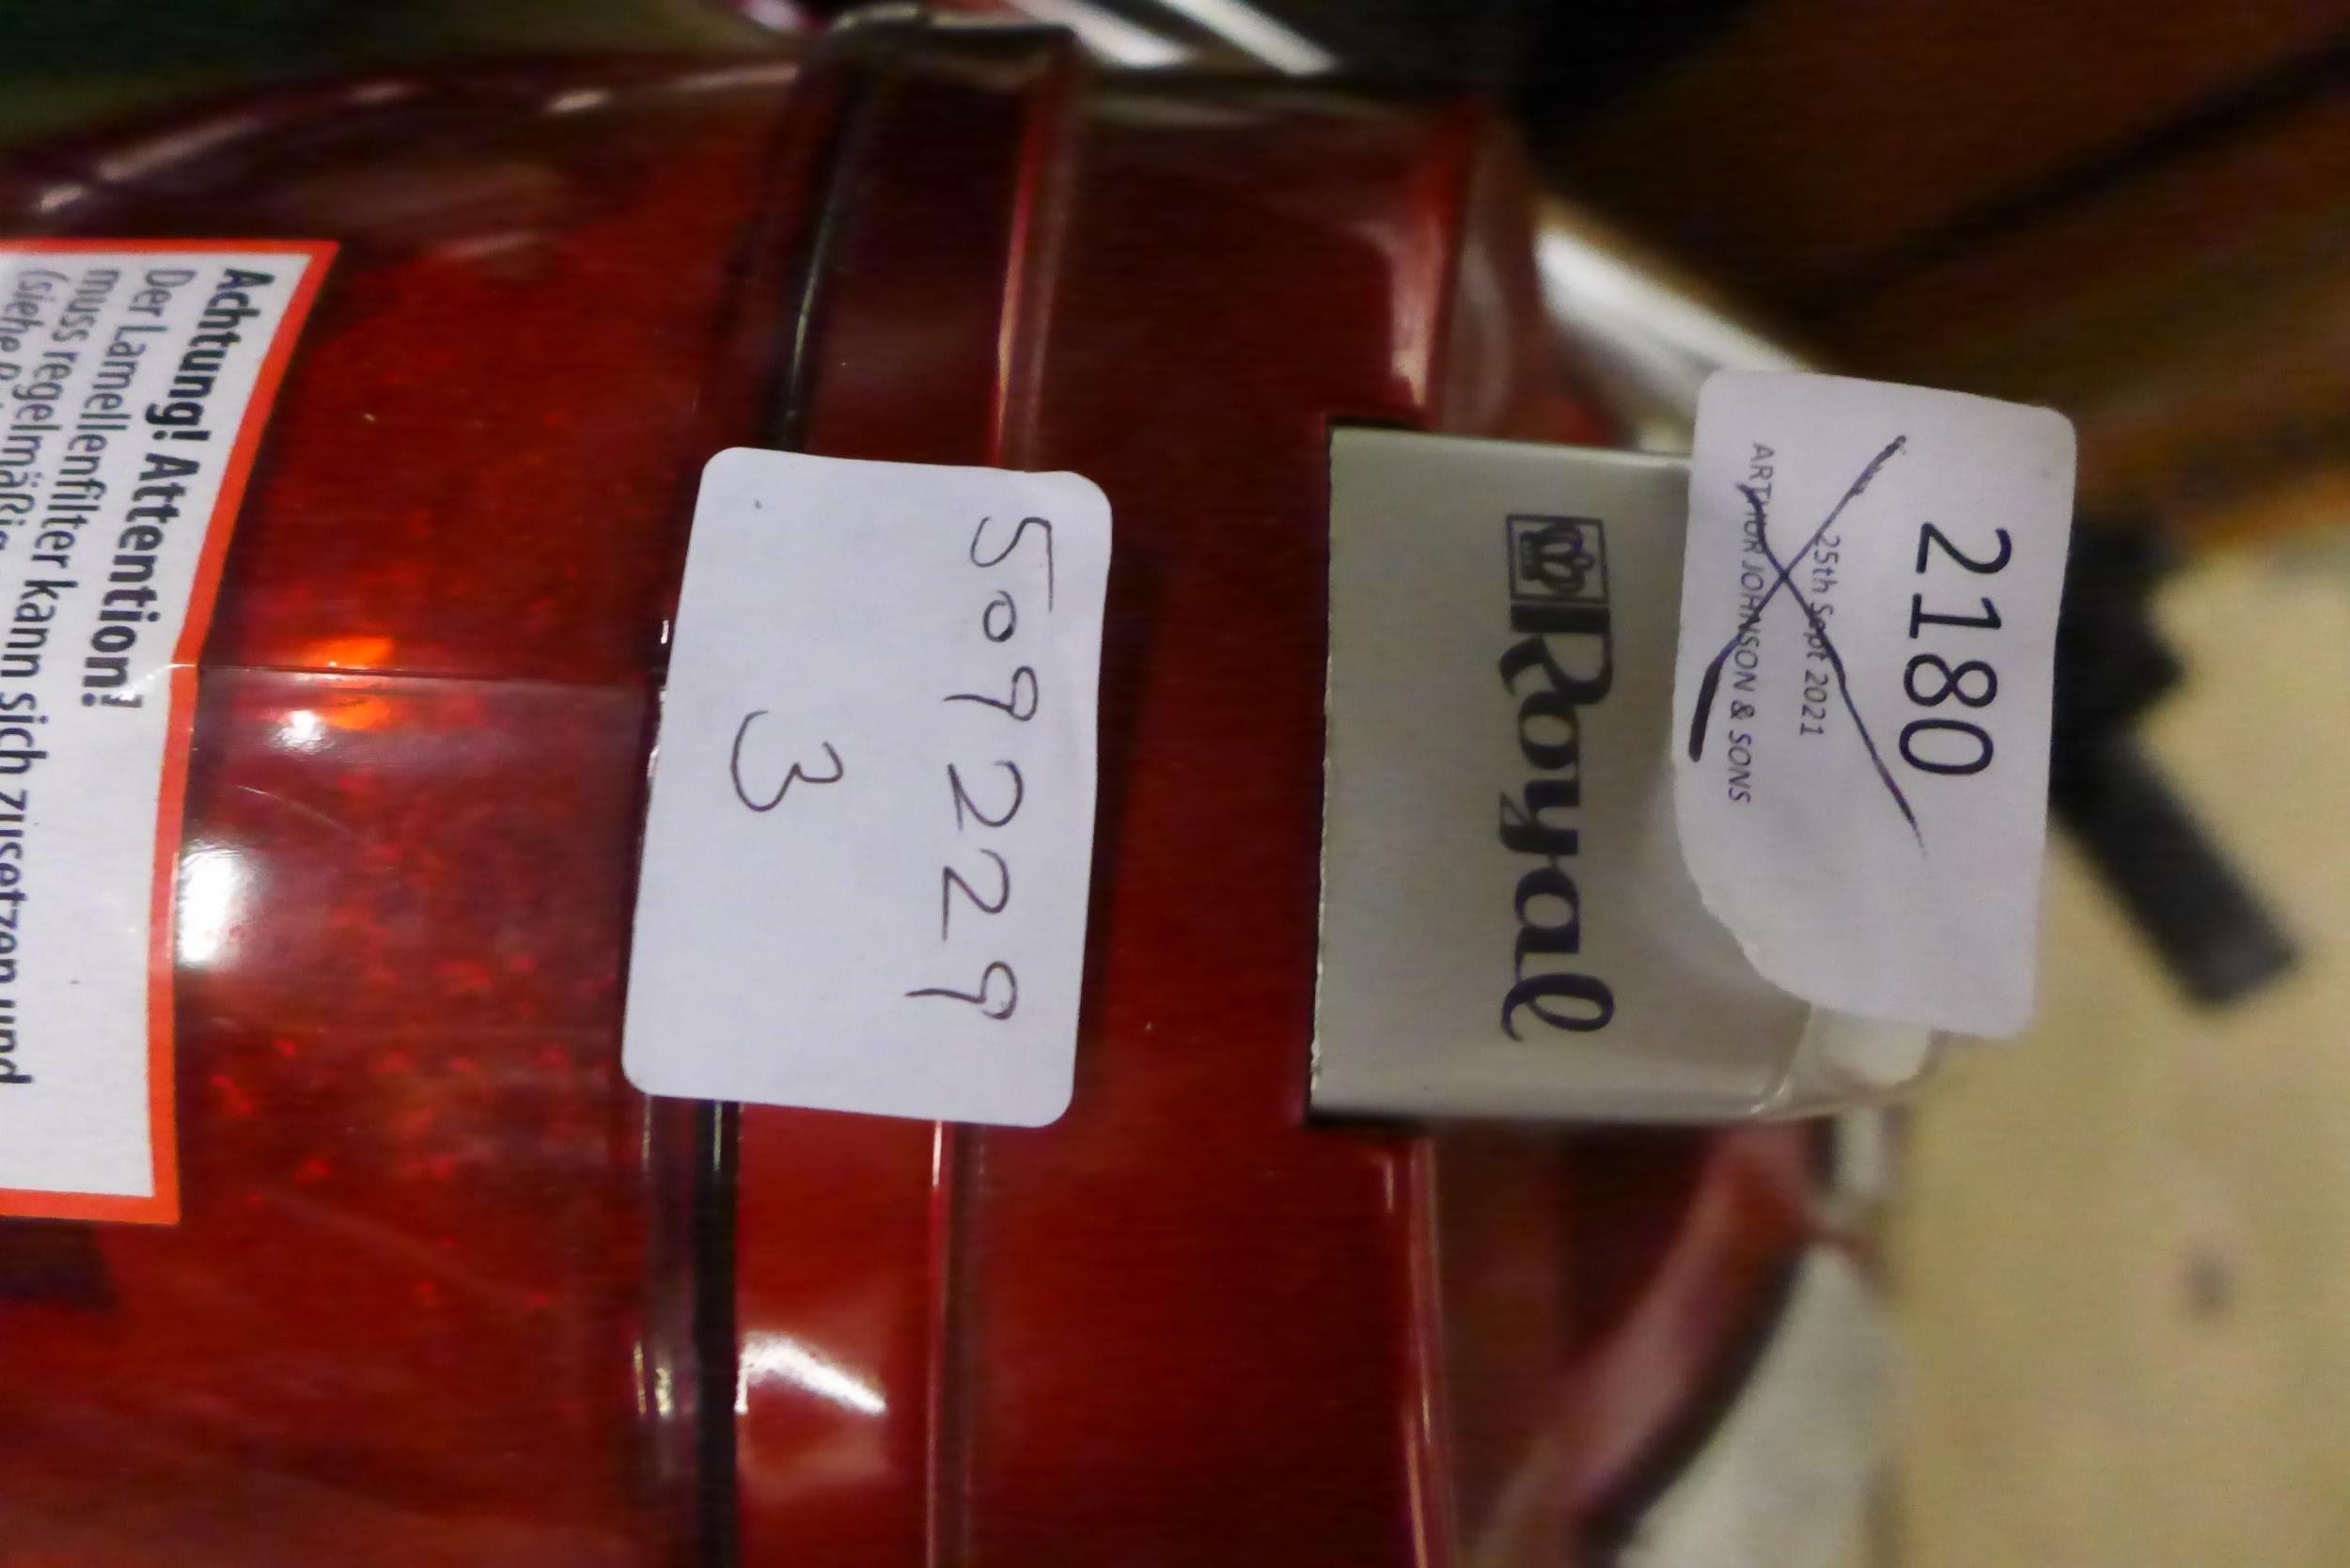 2180
25th Sept 2021
ARTHUR JOHNSON & SONS
Royal
509229
3
Achtung! Attention!
Der Lamellenfilter kann sich zusetzen und
muss regelmäßig
(siehe